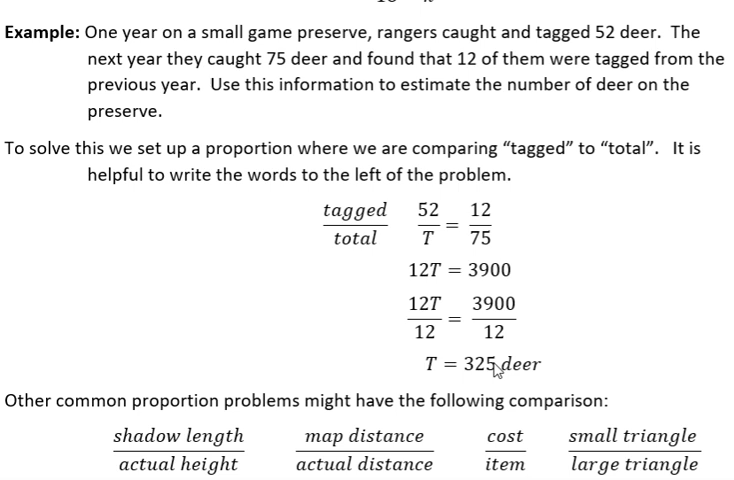 Example: One year on a small game preserve, rangers caught and tagged 52 deer. The
next year they caught 75 deer and found that 12 of them were tagged from the
previous year. Use this information to estimate the number of deer on the
preserve.
To solve this we set up a proportion where we are comparing “tagged” to “total”. It is
helpful to write the words to the left of the problem.
tagged/total 52/T = 12/75
12T = 3900
12T/12 = 3900/12
T = 325 deer
Other common proportion problems might have the following comparison:
shadow length/actual height map distance/actual distance cost/item small triangle/large triangle